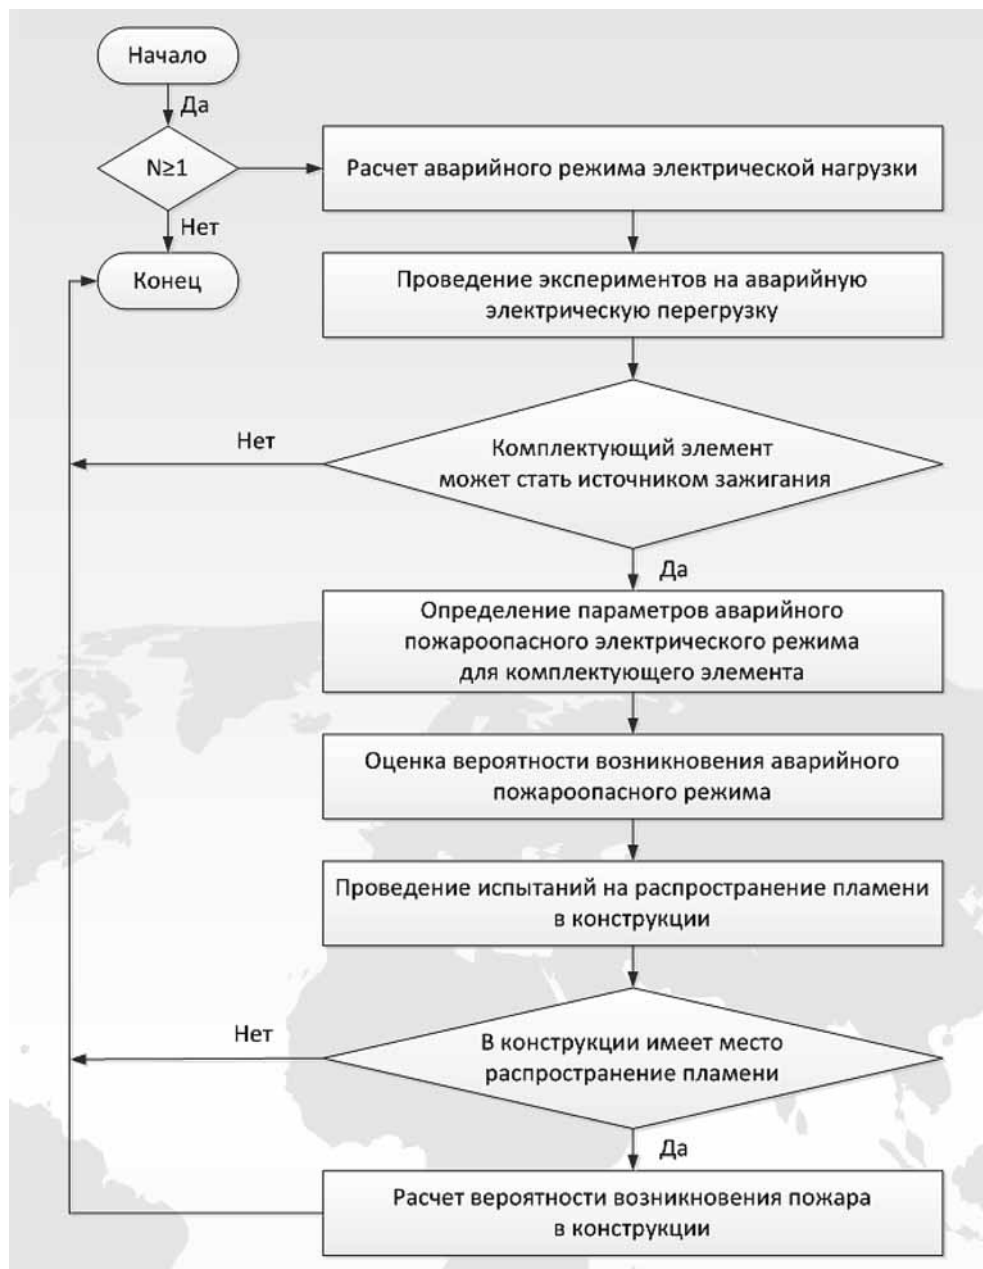 Начало
Да
N≥1
Расчет аварийного режима электрической нагрузки
Нет
Конец
Проведение экспериментов на аварийную
электрическую перегрузку
Нет
Комплектующий элемент
может стать источником зажигания
Да
Определение параметров аварийного
пожароопасного электрического режима
для комплектующего элемента
Оценка вероятности возникновения аварийного
пожароопасного режима
Проведение испытаний на распространение пламени
в конструкции
Нет
В конструкции имеет место
распространение пламени
Да
Расчет вероятности возникновения пожара
в конструкции